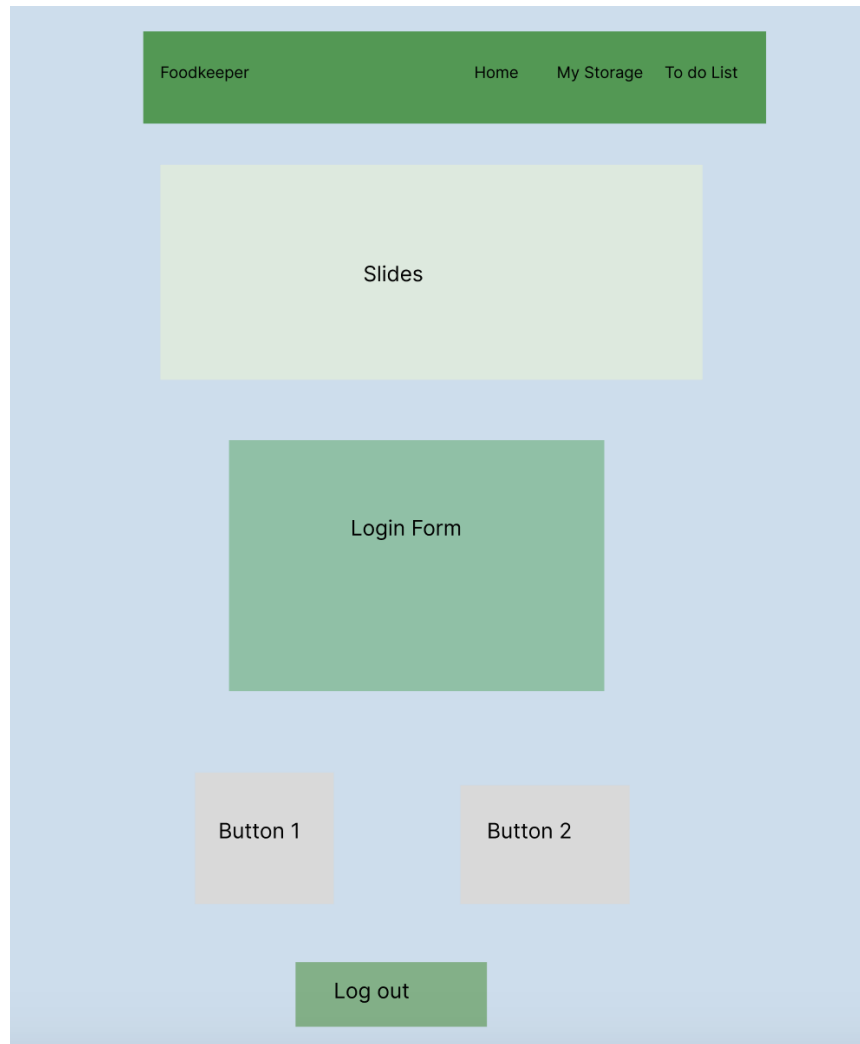 Foodkeeper Home My Storage To do List
Slides
Login Form
Button 1 Button 2
Log out